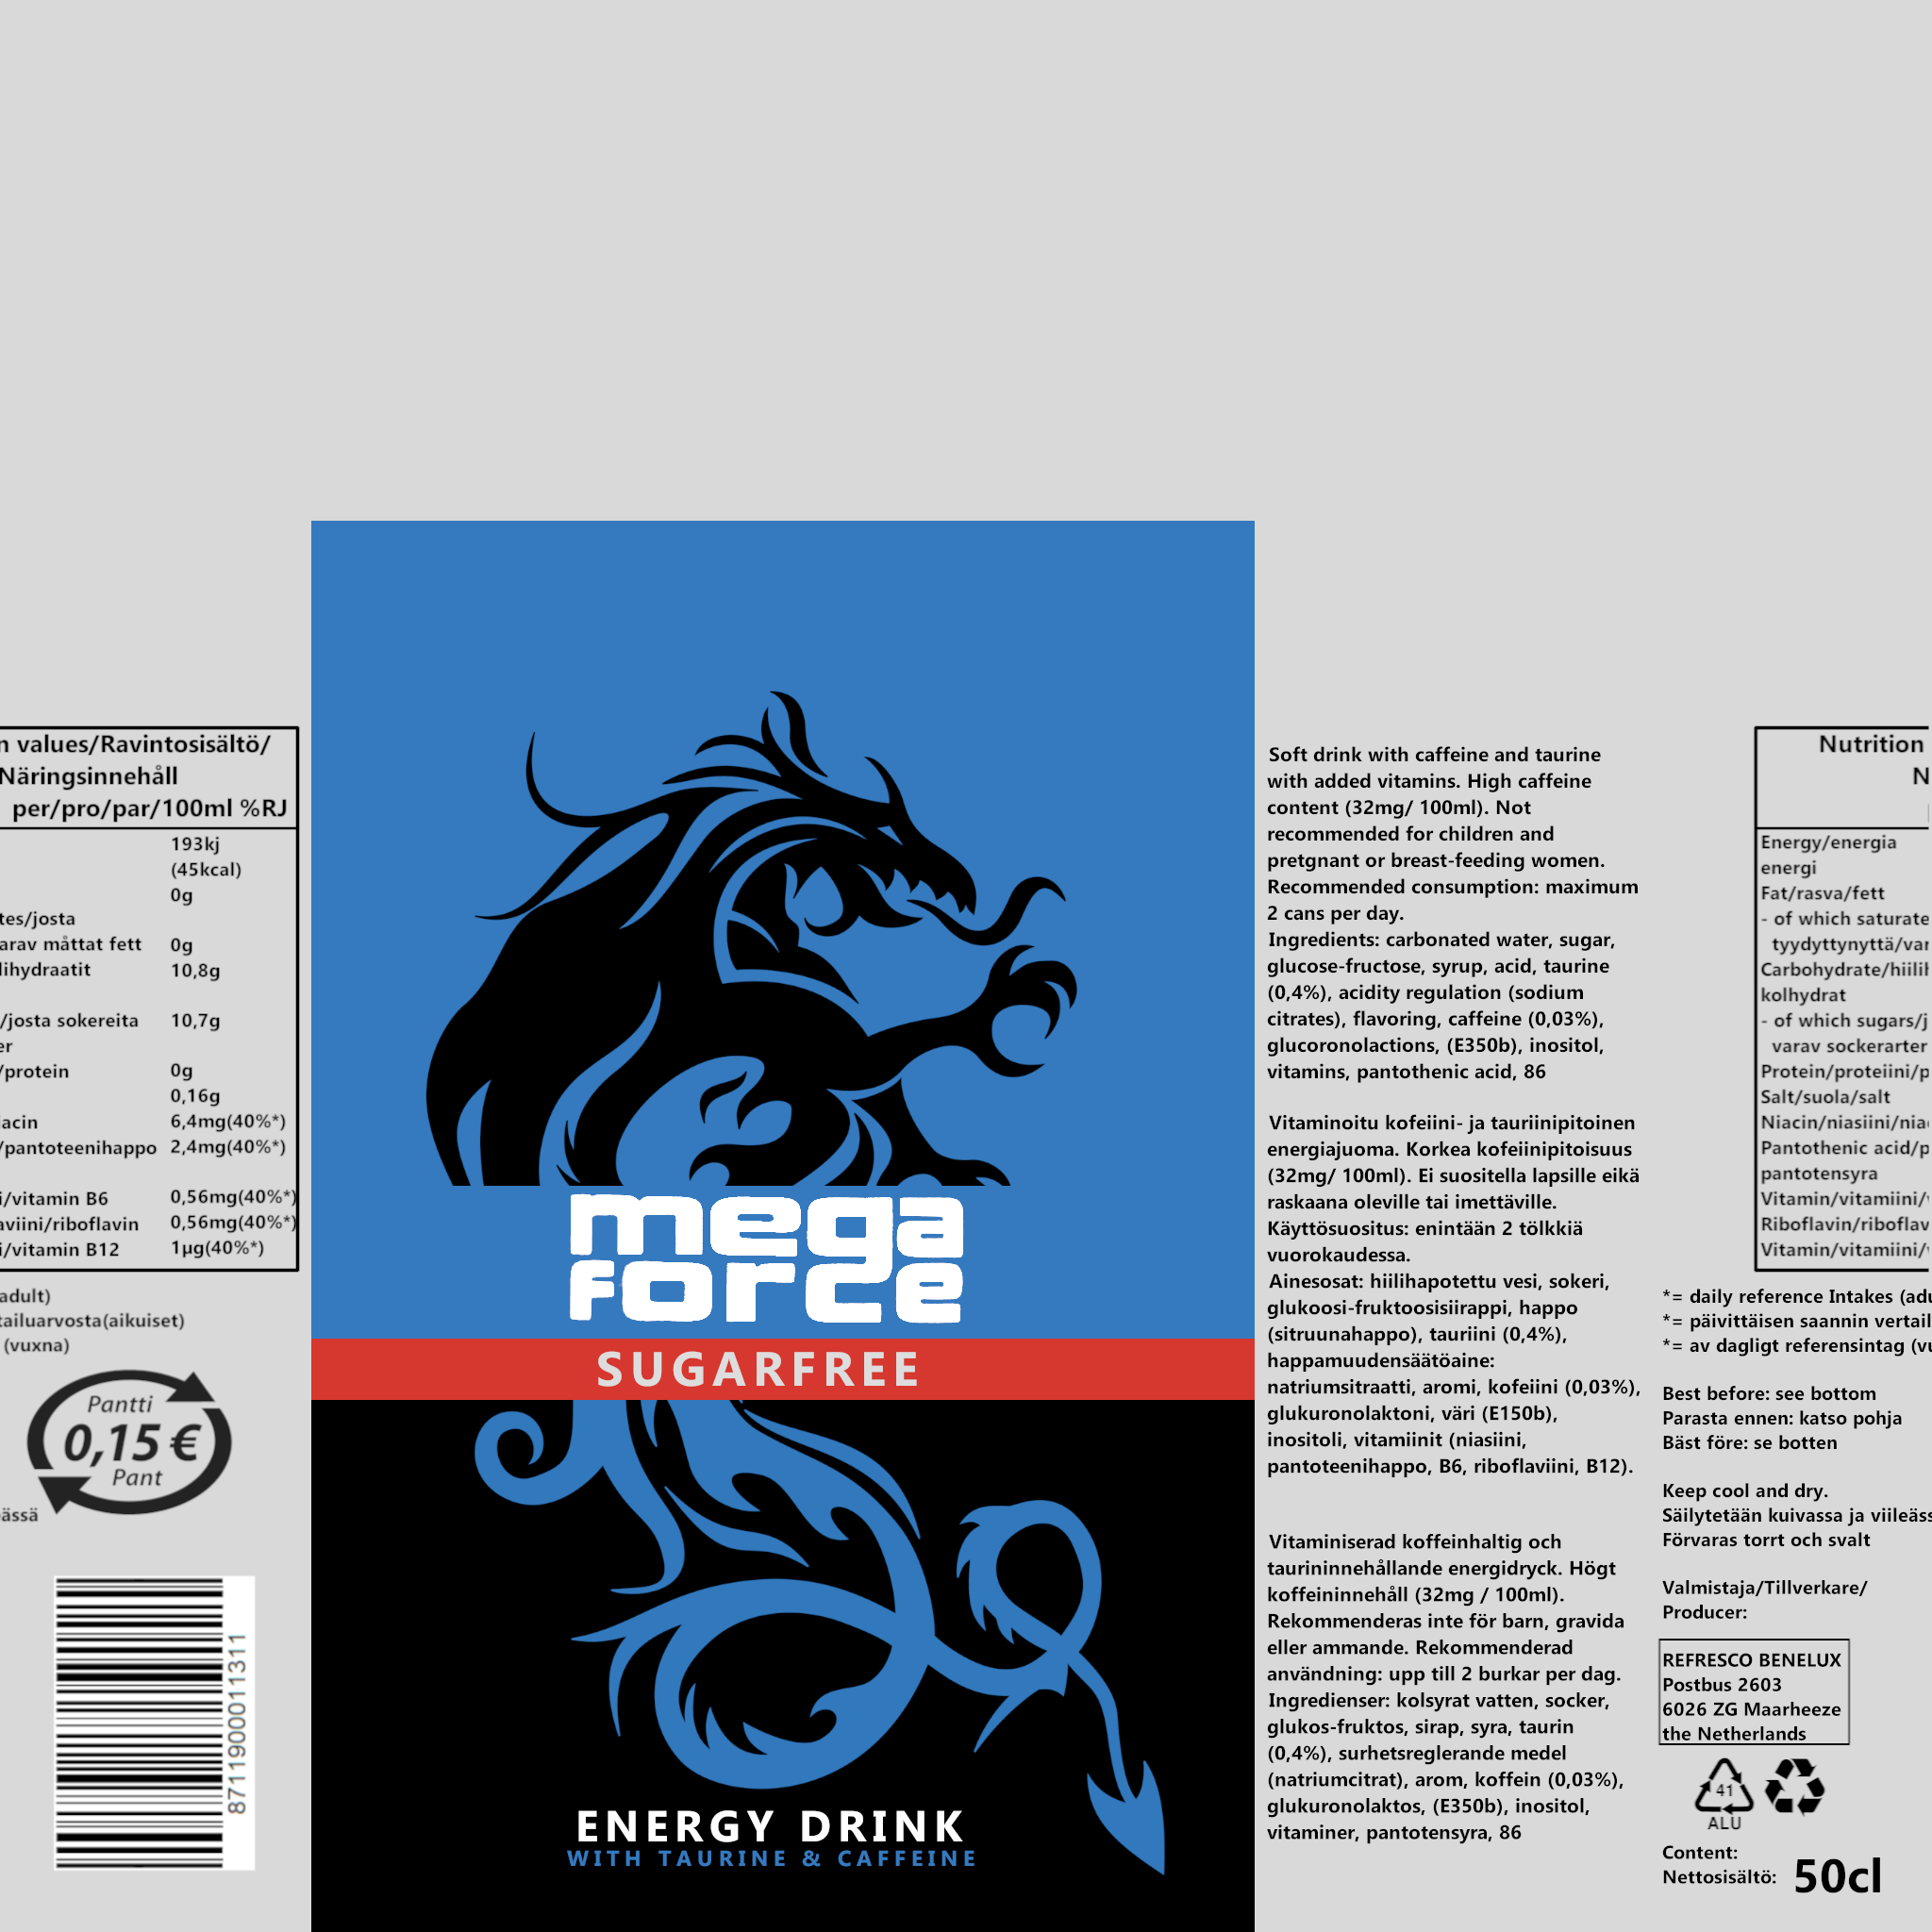 n values/Ravintosisältö/
Näringsinnehåll
per/pro/par/100ml %RJ
193kj
(45kcal)
0g
tes/josta
arav måttat fett 0g
lihydraatit 10,8g
/josta sokereita 10,7g
er
/protein 0g
0,16g
iacin 6,4mg(40%*)
/pantoteenihappo 2,4mg(40%*)
i/vitamin B6 0,56mg(40%*)
aviini/riboflavin 0,56mg(40%*)
i/vitamin B12 1µg(40%*)
adult)
tailuarvosta(aikuiset)
(vuxna)
Pantti
0,15 €
Pant
ässä
8711900011311
mega
force
SUGARFREE
ENERGY DRINK
WITH TAURINE & CAFFEINE
Soft drink with caffeine and taurine
with added vitamins. High caffeine
content (32mg/ 100ml). Not
recommended for children and
pretgnant or breast-feeding women.
Recommended consumption: maximum
2 cans per day.
Ingredients: carbonated water, sugar,
glucose-fructose, syrup, acid, taurine
(0,4%), acidity regulation (sodium
citrates), flavoring, caffeine (0,03%),
glucoronolactions, (E350b), inositol,
vitamins, pantothenic acid, 86
Vitaminoitu kofeiini- ja tauriinipitoinen
energiajuoma. Korkea kofeiinipitoisuus
(32mg/ 100ml). Ei suositella lapsille eikä
raskaana oleville tai imettäville.
Käyttösuositus: enintään 2 tölkkiä
vuorokaudessa.
Ainesosat: hiilihapotettu vesi, sokeri,
glukoosi-fruktoosisiirappi, happo
(sitruunahappo), tauriini (0,4%),
happamuudensäätöaine:
natriumsitraatti, aromi, kofeiini (0,03%),
glukuronolaktoni, väri (E150b),
inositoli, vitamiinit (niasiini,
pantoteenihappo, B6, riboflaviini, B12).
Vitaminiserad koffeinhaltig och
taurininnehållande energidryck. Högt
koffeininnehåll (32mg / 100ml).
Rekommenderas inte för barn, gravida
eller ammande. Rekommenderad
användning: upp till 2 burkar per dag.
Ingredienser: kolsyrat vatten, socker,
glukos-fruktos, sirap, syra, taurin
(0,4%), surhetsreglerande medel
(natriumcitrat), arom, koffein (0,03%),
glukuronolaktos, (E350b), inositol,
vitaminer, pantotensyra, 86
Nutrition
N
Energy/energia
energi
Fat/rasva/fett
- of which saturate
tyydyttynyttä/var
Carbohydrate/hiilih
kolhydrat
- of which sugars/j
varav sockerarter
Protein/proteiini/p
Salt/suola/salt
Niacin/niasiini/nia
Pantothenic acid/p
pantotensyra
Vitamin/vitamiini/
Riboflavin/riboflav
Vitamin/vitamiini/
*= daily reference Intakes (adu
*= päivittäisen saannin vertail
*= av dagligt referensintag (vu
Best before: see bottom
Parasta ennen: katso pohja
Bäst före: se botten
Keep cool and dry.
Säilytetään kuivassa ja viileäss
Förvaras torrt och svalt
Valmistaja/Tillverkare/
Producer:
REFRESCO BENELUX
Postbus 2603
6026 ZG Maarheeze
the Netherlands
41
ALU
Content:
Nettosisältö: 50cl